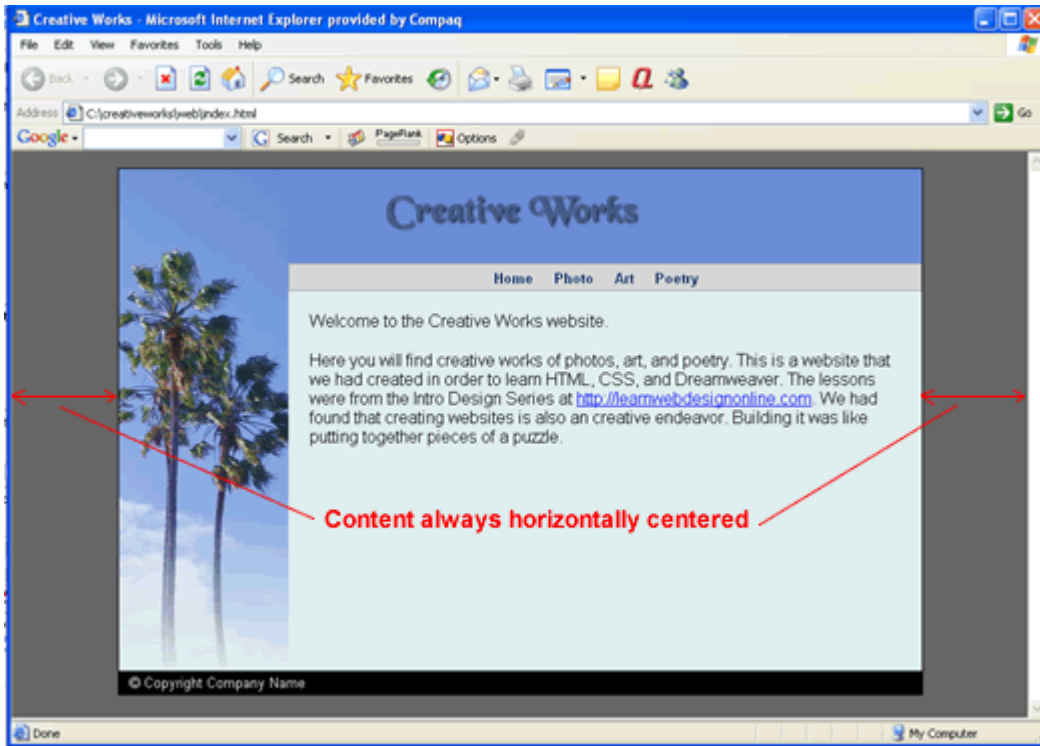 Creative Works - Microsoft Internet Explorer provided by Compaq
File Edit View Favorites Tools Help
Back Search Favorites
Address C:\creativeworks\web\index.html Go
Google Search PageRank Options
Creative Works
Home Photo Art Poetry
Welcome to the Creative Works website.
Here you will find creative works of photos, art, and poetry. This is a website that
we had created in order to learn HTML, CSS, and Dreamweaver. The lessons
were from the Intro Design Series at http://learnwebdesignonline.com. We had
found that creating websites is also an creative endeavor. Building it was like
putting together pieces of a puzzle.
Content always horizontally centered
© Copyright Company Name
Done My Computer